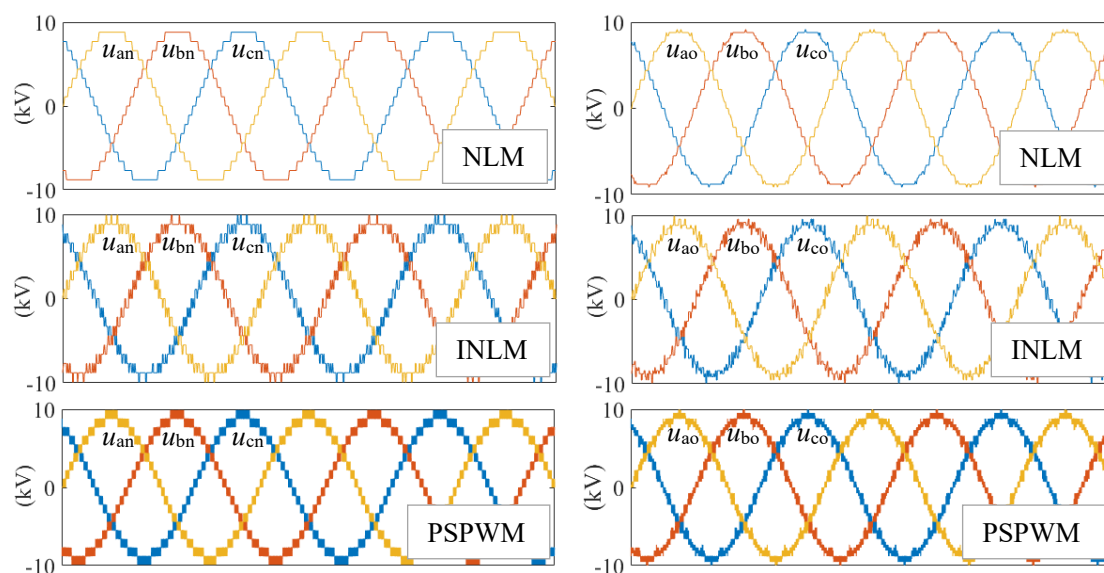 10
(kV)
0
-10
uan ubn ucn
NLM
10
(kV)
0
-10
uao ubo uco
NLM
10
(kV)
0
-10
uan ubn ucn
INLM
10
(kV)
0
-10
uao ubo uco
INLM
10
(kV)
0
-10
uan ubn ucn
PSPWM
10
(kV)
0
-10
uao ubo uco
PSPWM